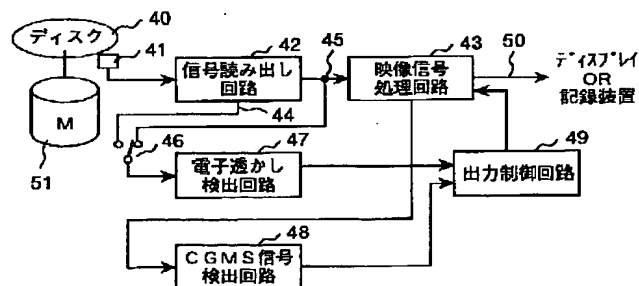 40
ディスク
41
42
45
43
50
信号読み出し
回路
映像信号
処理回路
ディスプレイ
OR
記録装置
44
M
46
47
49
51
電子透かし
検出回路
出力制御回路
48
CGMS信号
検出回路